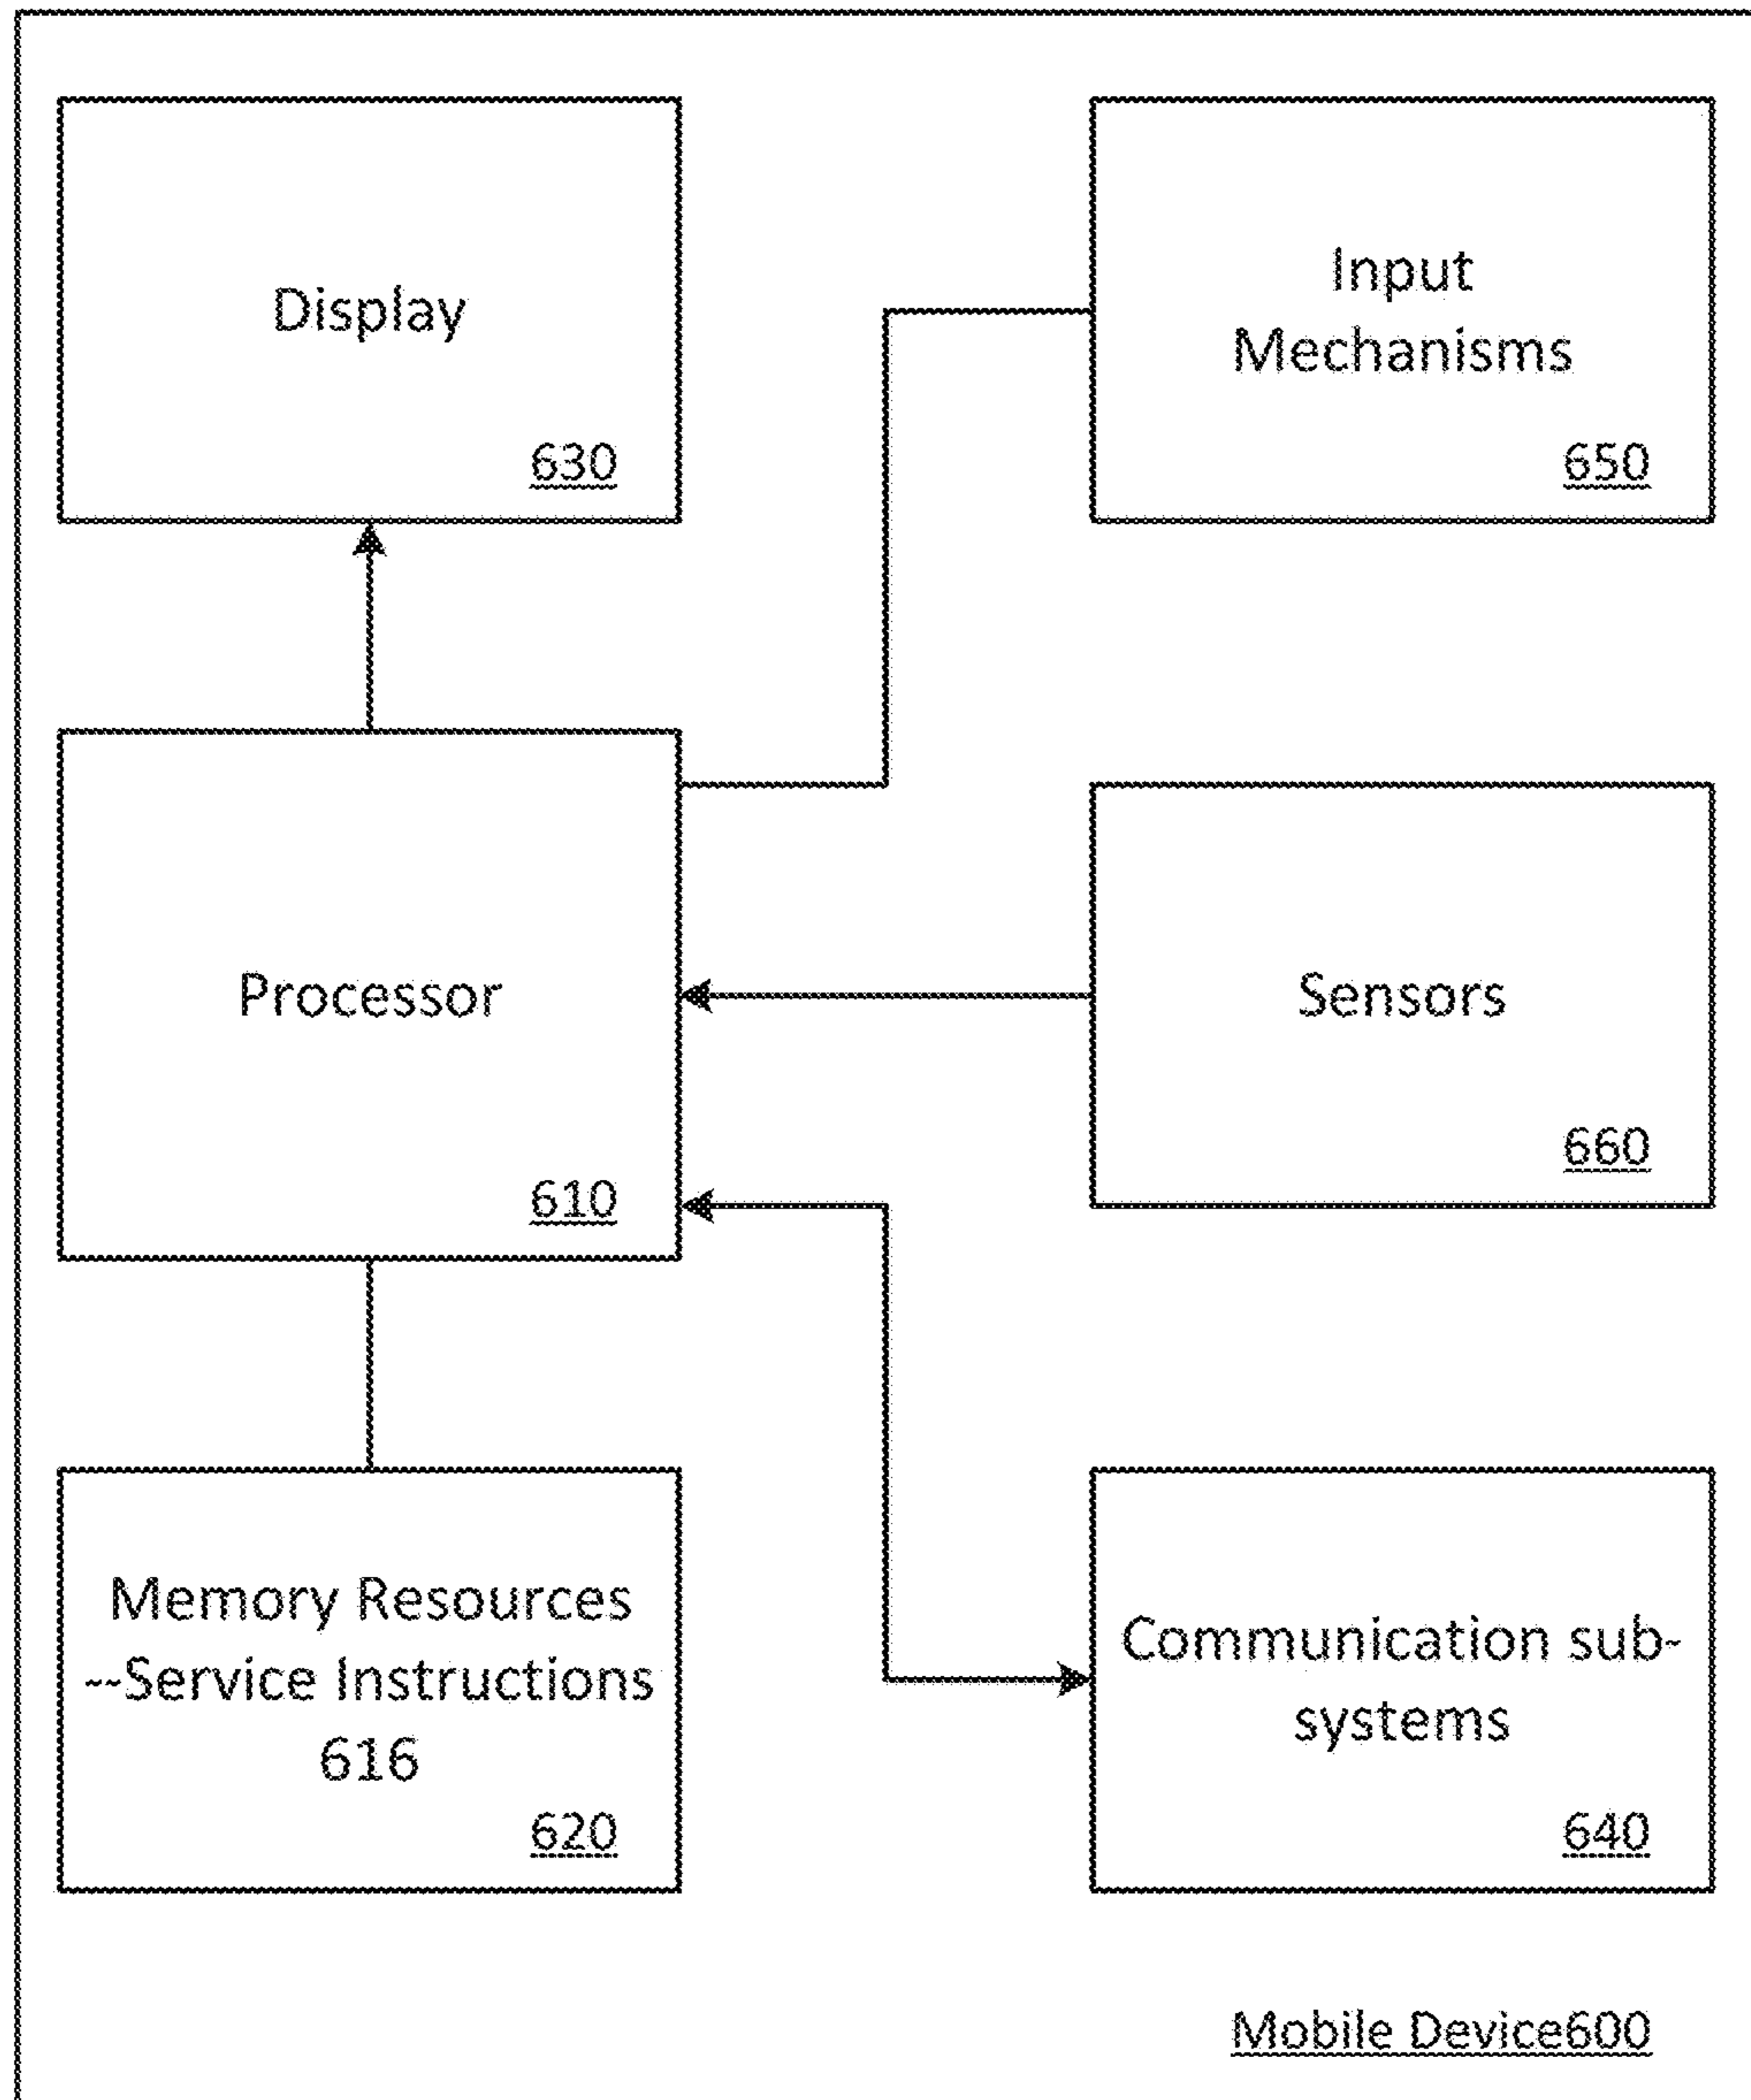 Display
630
Input
Mechanisms
650
Processor
610
Sensors
660
Memory Resources
--Service Instructions
616
620
Communication sub-
systems
640
Mobile Device600